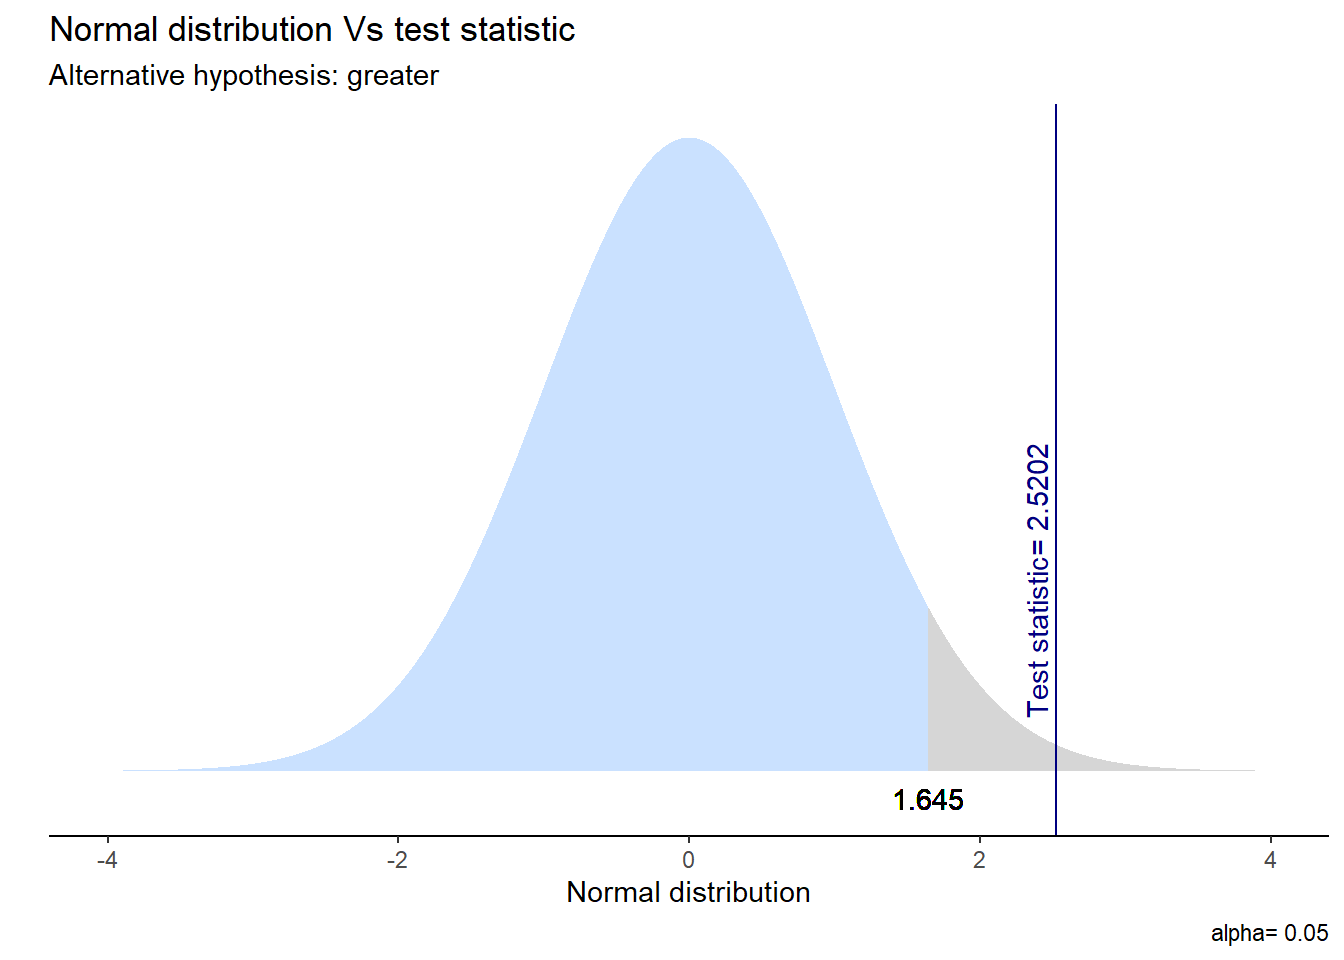 Normal distribution Vs test statistic
Alternative hypothesis: greater
Test statistic= 2.5202
1.645
-4 -2 0 2 4
Normal distribution
alpha= 0.05